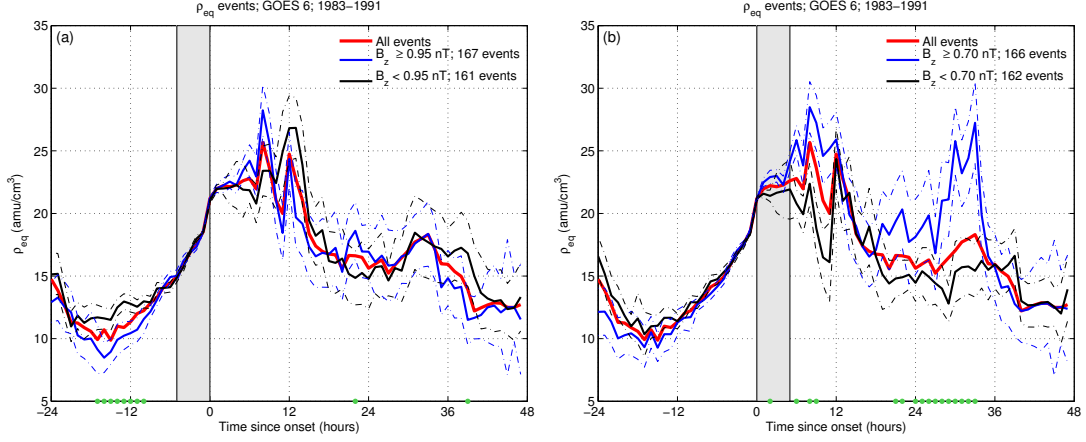 ρeq events; GOES 6; 1983−1991
(a)
All events
Bz ≥ 0.95 nT; 167 events
Bz < 0.95 nT; 161 events
35
30
25
20
15
10
5
ρeq (amu/cm³)
−24 −12 0 12 24 36 48
Time since onset (hours)
ρeq events; GOES 6; 1983−1991
(b)
All events
Bz ≥ 0.70 nT; 166 events
Bz < 0.70 nT; 162 events
35
30
25
20
15
10
5
ρeq (amu/cm³)
−24 −12 0 12 24 36 48
Time since onset (hours)